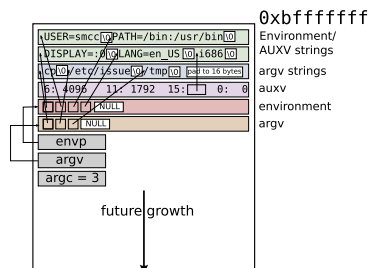 0xbfffffff
USER=smcc\0PATH=/bin:/usr/bin\0
Environment/
AUXV strings
DISPLAY=:0\0LANG=en_US\0i686\0
cp\0/etc/issue\0/tmp\0 pad to 16 bytes
argv strings
6: 4096 11: 1792 15: 0: 0
auxv
NULL
environment
NULL
argv
envp
argv
argc = 3
future growth